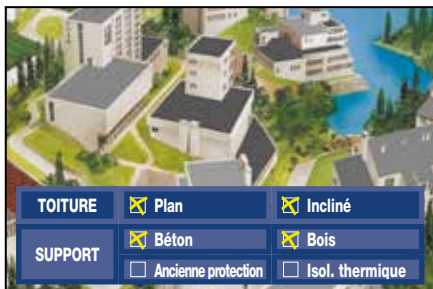 TOITURE Plan Incliné
SUPPORT Béton Bois
Ancienne protection Isol. thermique